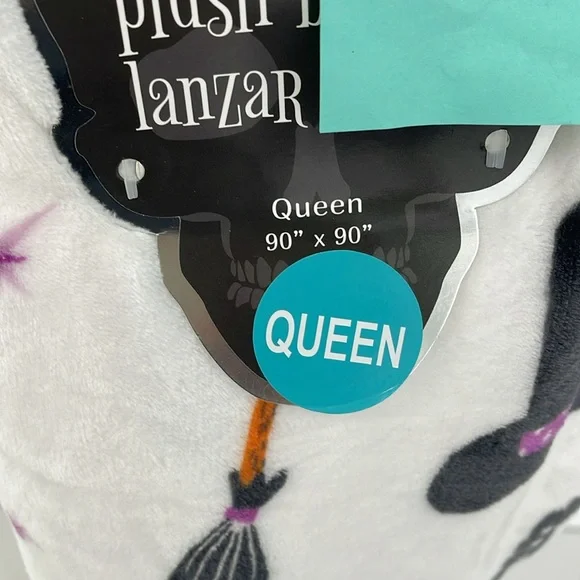 plush
lanzar
Queen
90” x 90”
QUEEN